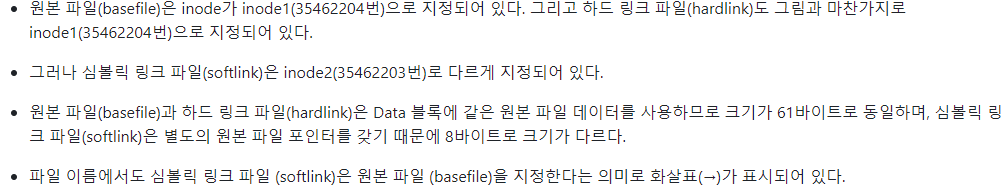 • 원본 파일(basefile)은 inode가 inode1(35462204번)으로 지정되어 있다. 그리고 하드 링크 파일(hardlink)도 그림과 마찬가지로
inode1(35462204번)으로 지정되어 있다.
• 그러나 심볼릭 링크 파일(softlink)은 inode2(35462203번)로 다르게 지정되어 있다.
• 원본 파일(basefile)과 하드 링크 파일(hardlink)은 Data 블록에 같은 원본 파일 데이터를 사용하므로 크기가 61바이트로 동일하며, 심볼릭 링
크 파일(softlink)은 별도의 원본 파일 포인터를 갖기 때문에 8바이트로 크기가 다르다.
• 파일 이름에서도 심볼릭 링크 파일 (softlink)은 원본 파일 (basefile)을 지정한다는 의미로 화살표(→)가 표시되어 있다.